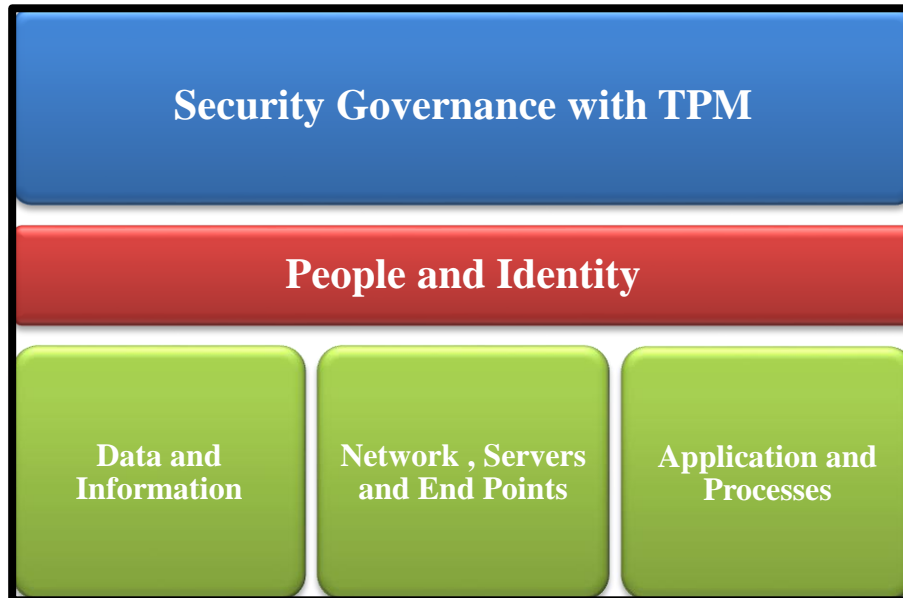 Security Governance with TPM
People and Identity
Data and
Information
Network , Servers
and End Points
Application and
Processes